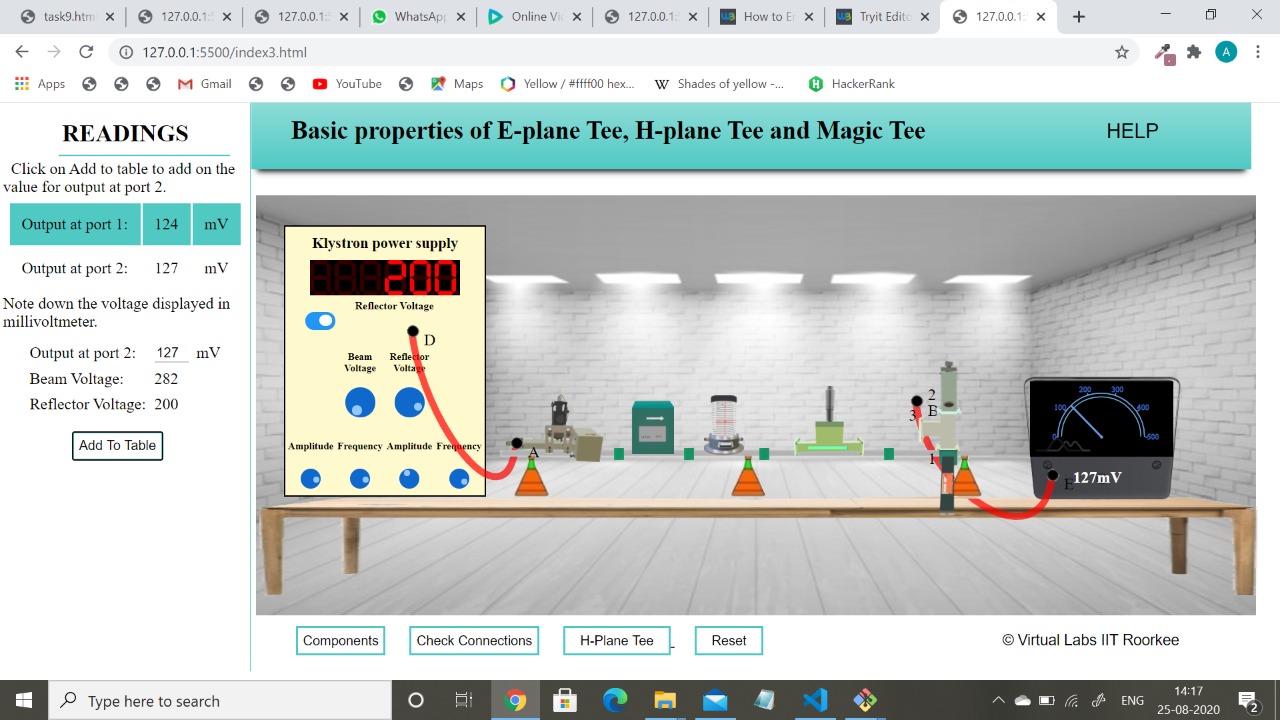 task9.htm
127.0.0.1:
127.0.0.1:
WhatsApp
Online Vi
127.0.0.1:
How to E
Tryit Edito
127.0.0.1:
127.0.0.1:5500/index3.html
A
Apps
Gmail
YouTube
Maps
Yellow / #ffff00 hex...
W
Shades of yellow -...
HackerRank
READINGS
Click on Add to table to add on the
value for output at port 2.
Output at port 1: 124 mV
Output at port 2: 127 mV
Note down the voltage displayed in
millivoltmeter.
Output at port 2: 127 mV
Beam Voltage: 282
Reflector Voltage: 200
Add To Table
Basic properties of E-plane Tee, H-plane Tee and Magic Tee
HELP
Klystron power supply
200
Reflector Voltage
D
Beam Voltage
Reflector Voltage
Amplitude Frequency Amplitude Frequency
A
2
3
B
1
0 100 200 300 400 500
E
127mV
Components
Check Connections
H-Plane Tee
Reset
© Virtual Labs IIT Roorkee
Type here to search
ENG
14:17
25-08-2020
2